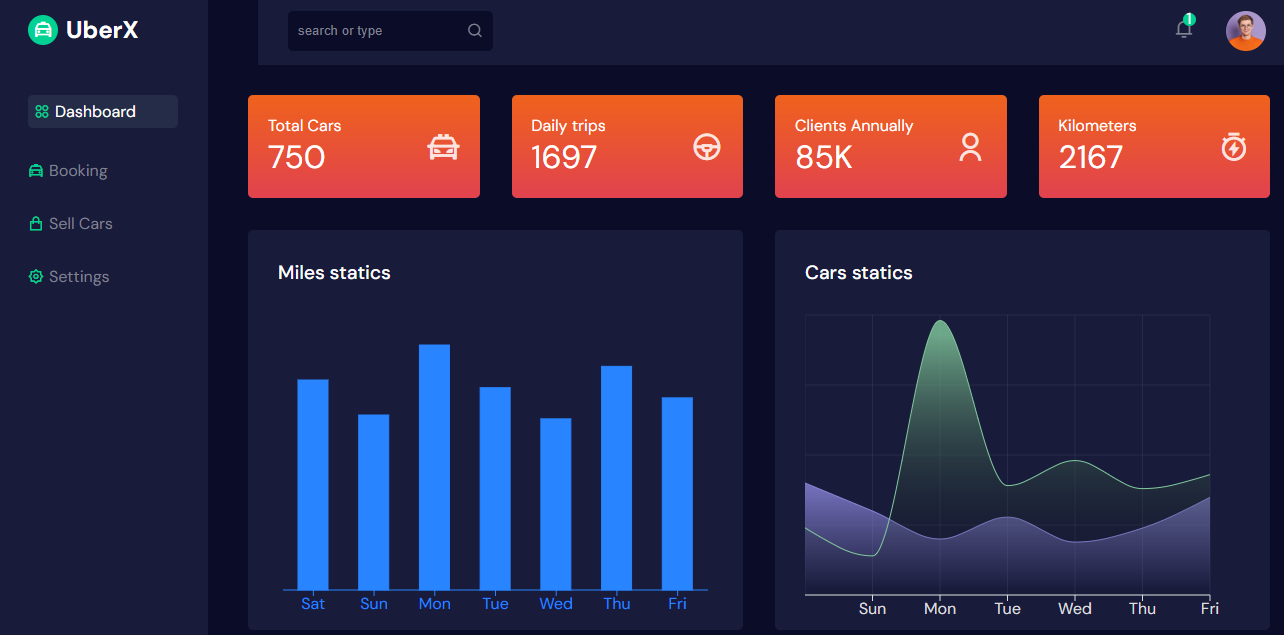 UberX
search or type
1
Dashboard
Booking
Sell Cars
Settings
Total Cars
750
Daily trips
1697
Clients Annually
85K
Kilometers
2167
Miles statics
Sat Sun Mon Tue Wed Thu Fri
Cars statics
Sun Mon Tue Wed Thu Fri